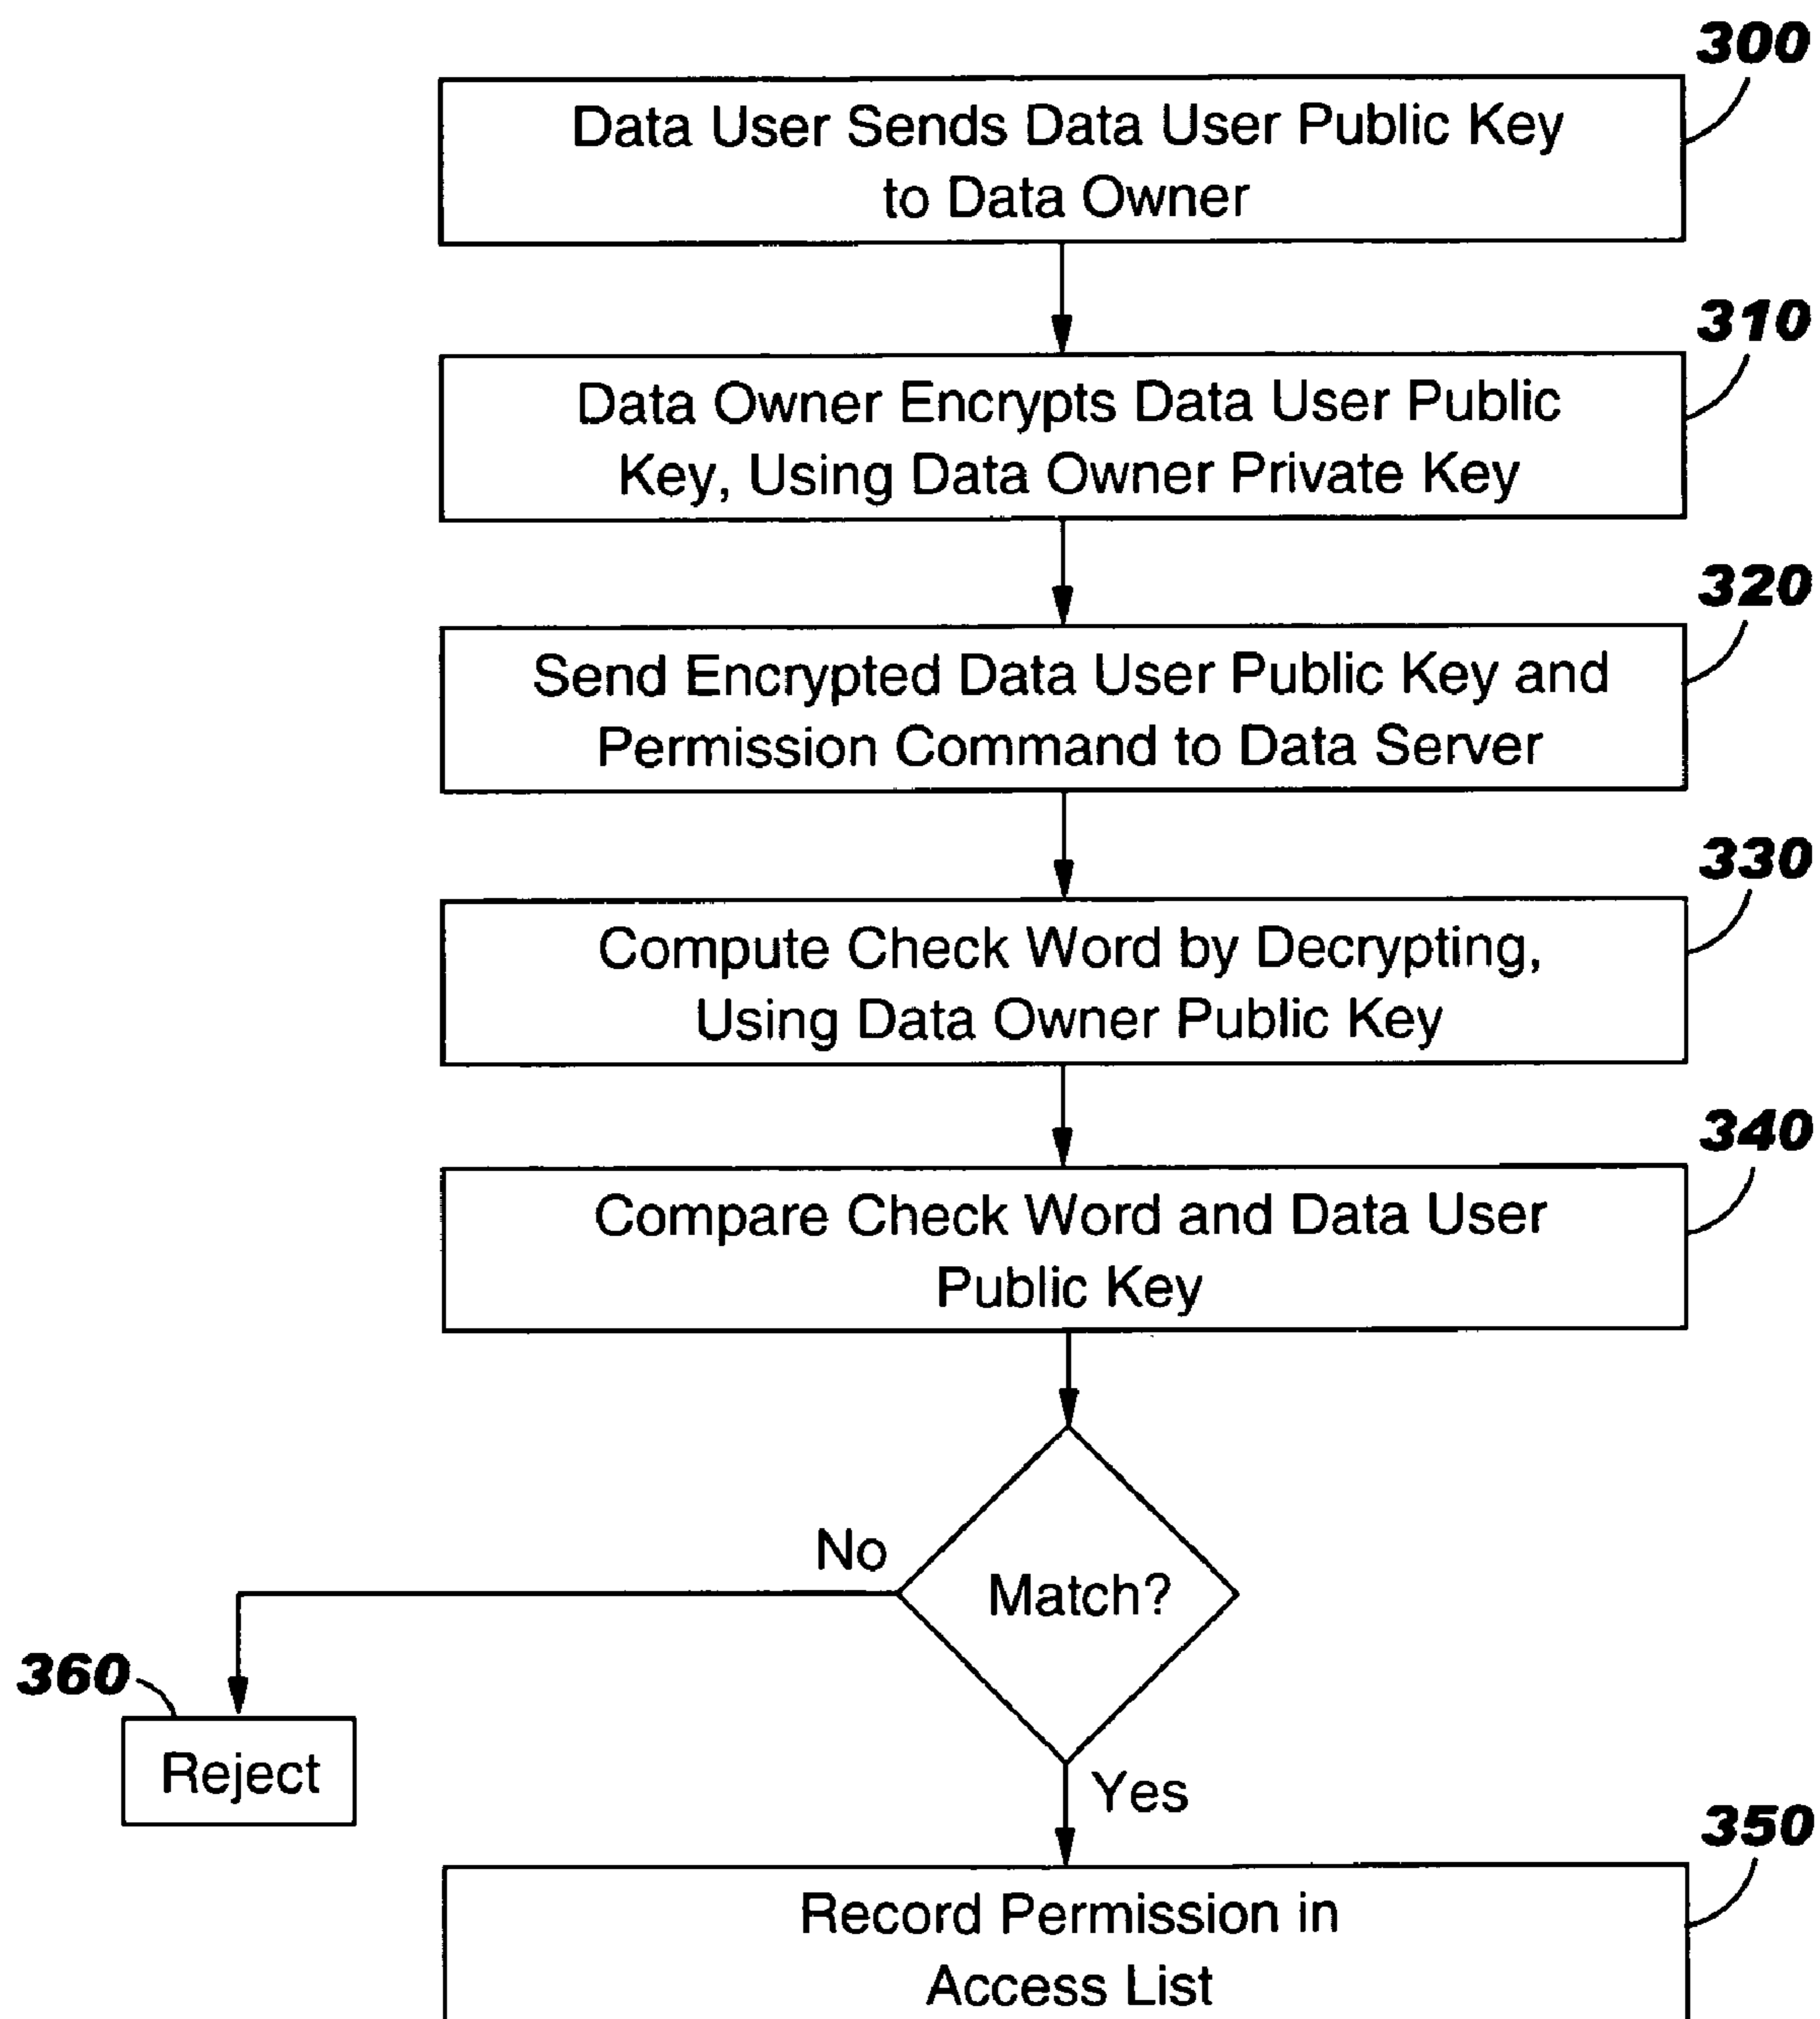 300
Data User Sends Data User Public Key
to Data Owner
310
Data Owner Encrypts Data User Public
Key, Using Data Owner Private Key
320
Send Encrypted Data User Public Key and
Permission Command to Data Server
330
Compute Check Word by Decrypting,
Using Data Owner Public Key
340
Compare Check Word and Data User
Public Key
No
Match?
360
Reject
Yes
350
Record Permission in
Access List